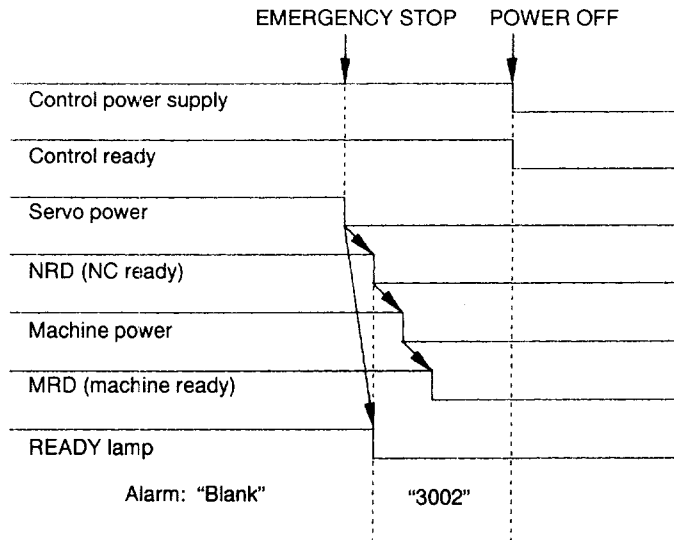 EMERGENCY STOP POWER OFF
Control power supply
Control ready
Servo power
NRD (NC ready)
Machine power
MRD (machine ready)
READY lamp
Alarm: “Blank” “3002”